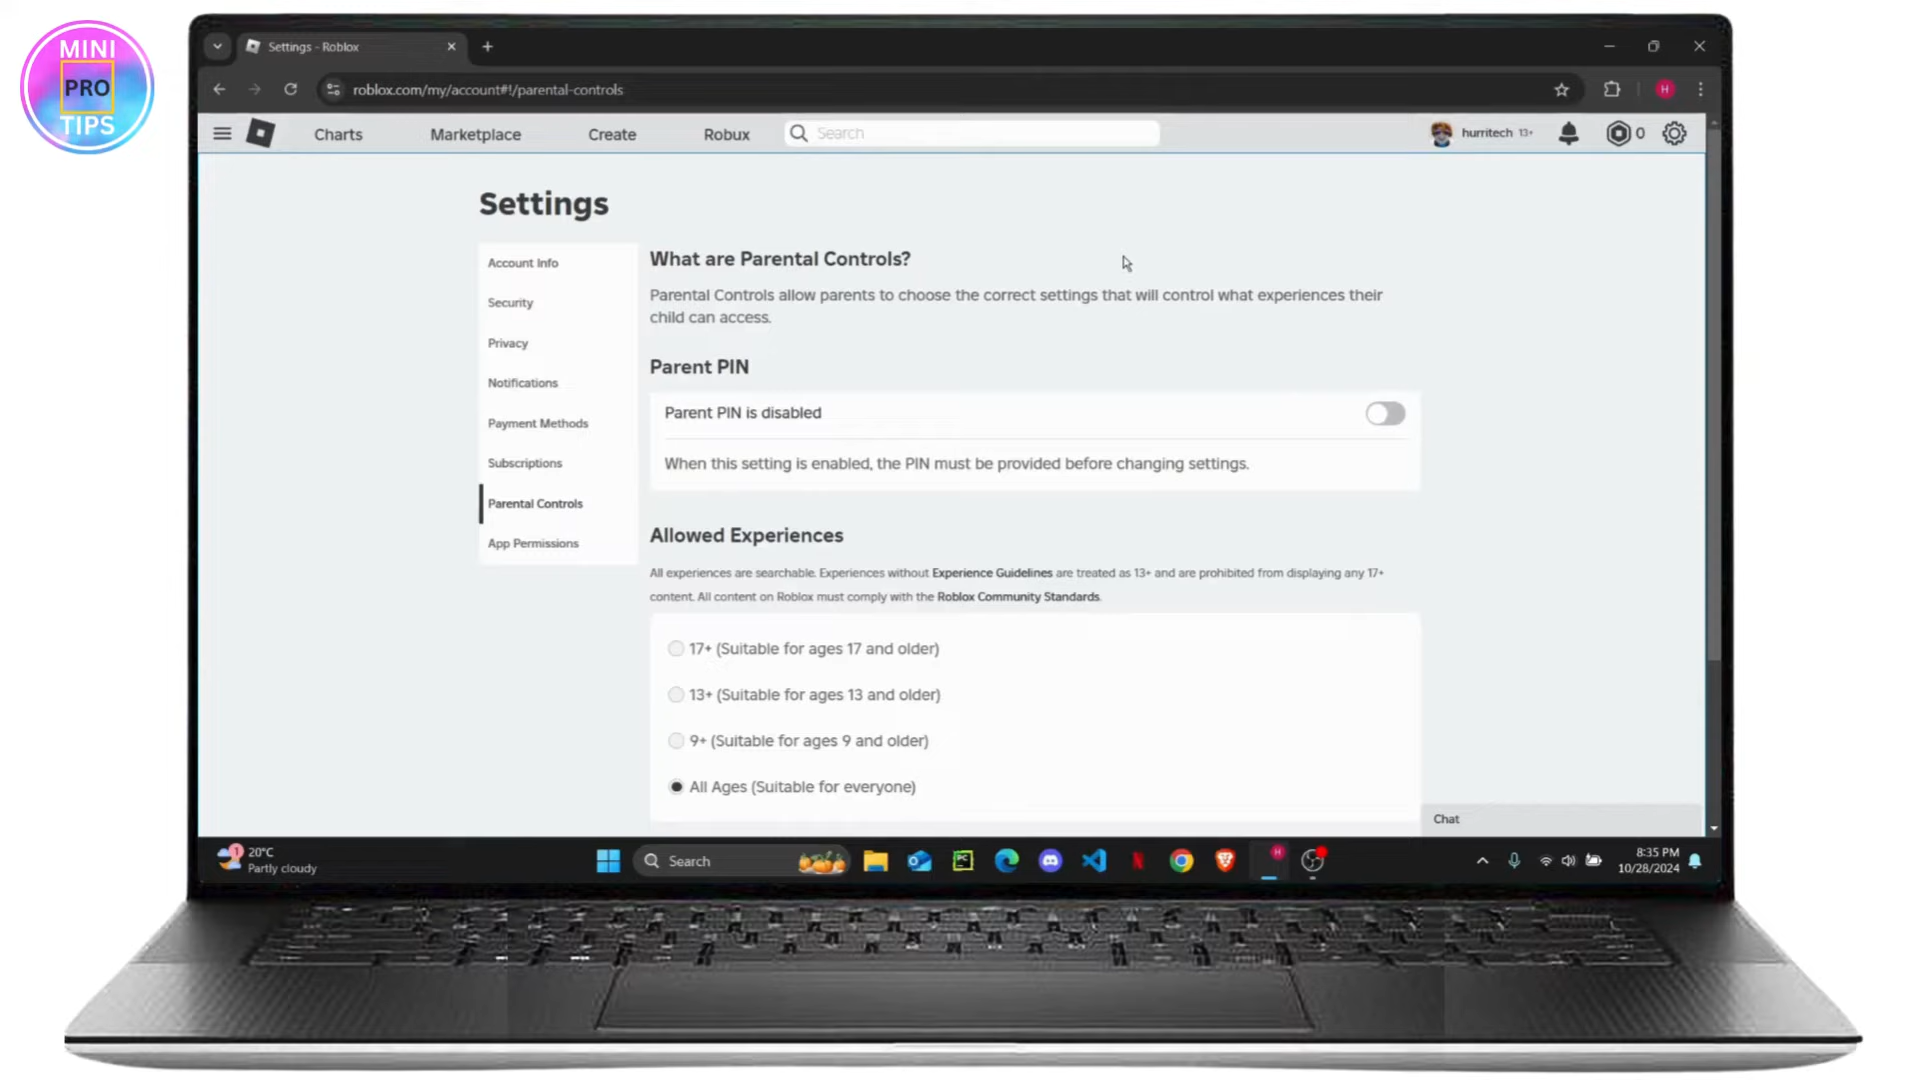 MINI
PRO
TIPS
Settings - Roblox
roblox.com/my/account#!/parental-controls
H
Charts
Marketplace
Create
Robux
Search
hurritech 13+
0
Settings
Account Info
Security
Privacy
Notifications
Payment Methods
Subscriptions
Parental Controls
App Permissions
What are Parental Controls?
Parental Controls allow parents to choose the correct settings that will control what experiences their
child can access.
Parent PIN
Parent PIN is disabled
When this setting is enabled, the PIN must be provided before changing settings.
Allowed Experiences
All experiences are searchable. Experiences without Experience Guidelines are treated as 13+ and are prohibited from displaying any 17+
content. All content on Roblox must comply with the Roblox Community Standards.
17+ (Suitable for ages 17 and older)
13+ (Suitable for ages 13 and older)
9+ (Suitable for ages 9 and older)
All Ages (Suitable for everyone)
Chat
1
20°C
Partly cloudy
Search
PC
N
H
8:35 PM
10/28/2024